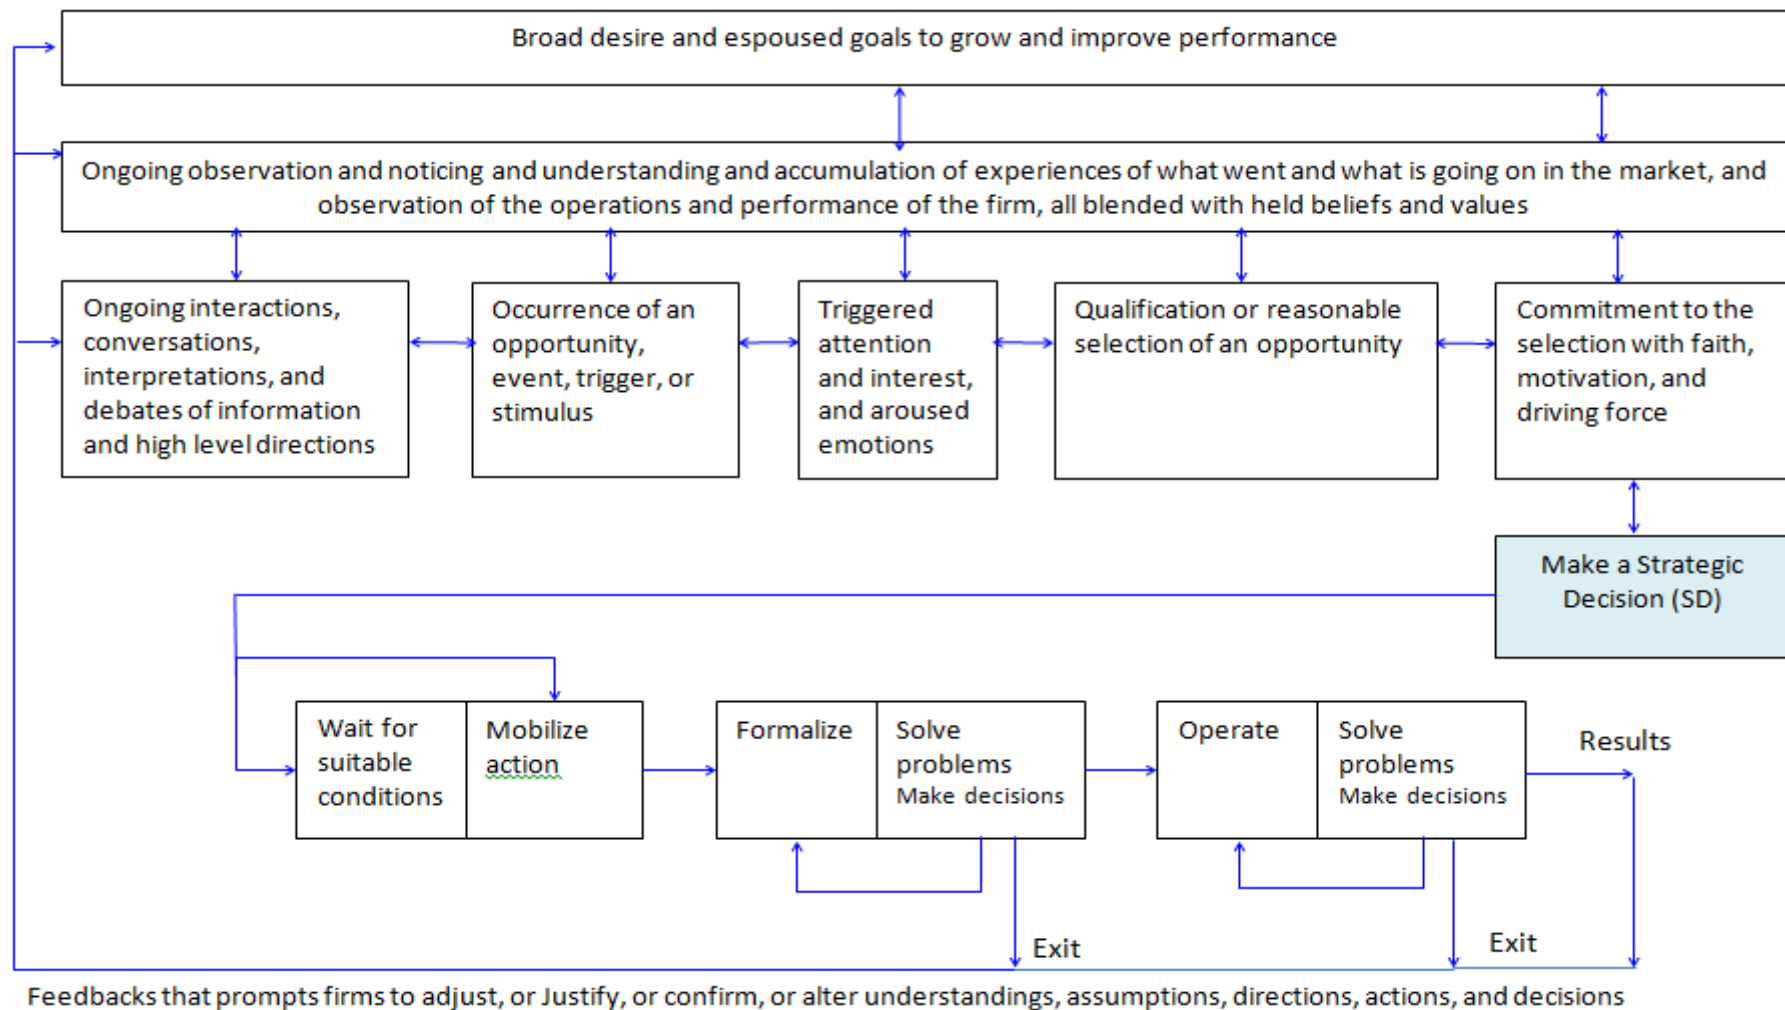 Broad desire and espoused goals to grow and improve performance
Ongoing observation and noticing and understanding and accumulation of experiences of what went and what is going on in the market, and
observation of the operations and performance of the firm, all blended with held beliefs and values
Ongoing interactions,
conversations,
interpretations, and
debates of information
and high level directions
Occurrence of an
opportunity,
event, trigger, or
stimulus
Triggered
attention
and interest,
and aroused
emotions
Qualification or reasonable
selection of an opportunity
Commitment to the
selection with faith,
motivation, and
driving force
Make a Strategic
Decision (SD)
Wait for
suitable
conditions
Mobilize
action
Formalize
Solve
problems
Make decisions
Operate
Solve
problems
Make decisions
Results
Exit
Exit
Feedbacks that prompts firms to adjust, or Justify, or confirm, or alter understandings, assumptions, directions, actions, and decisions